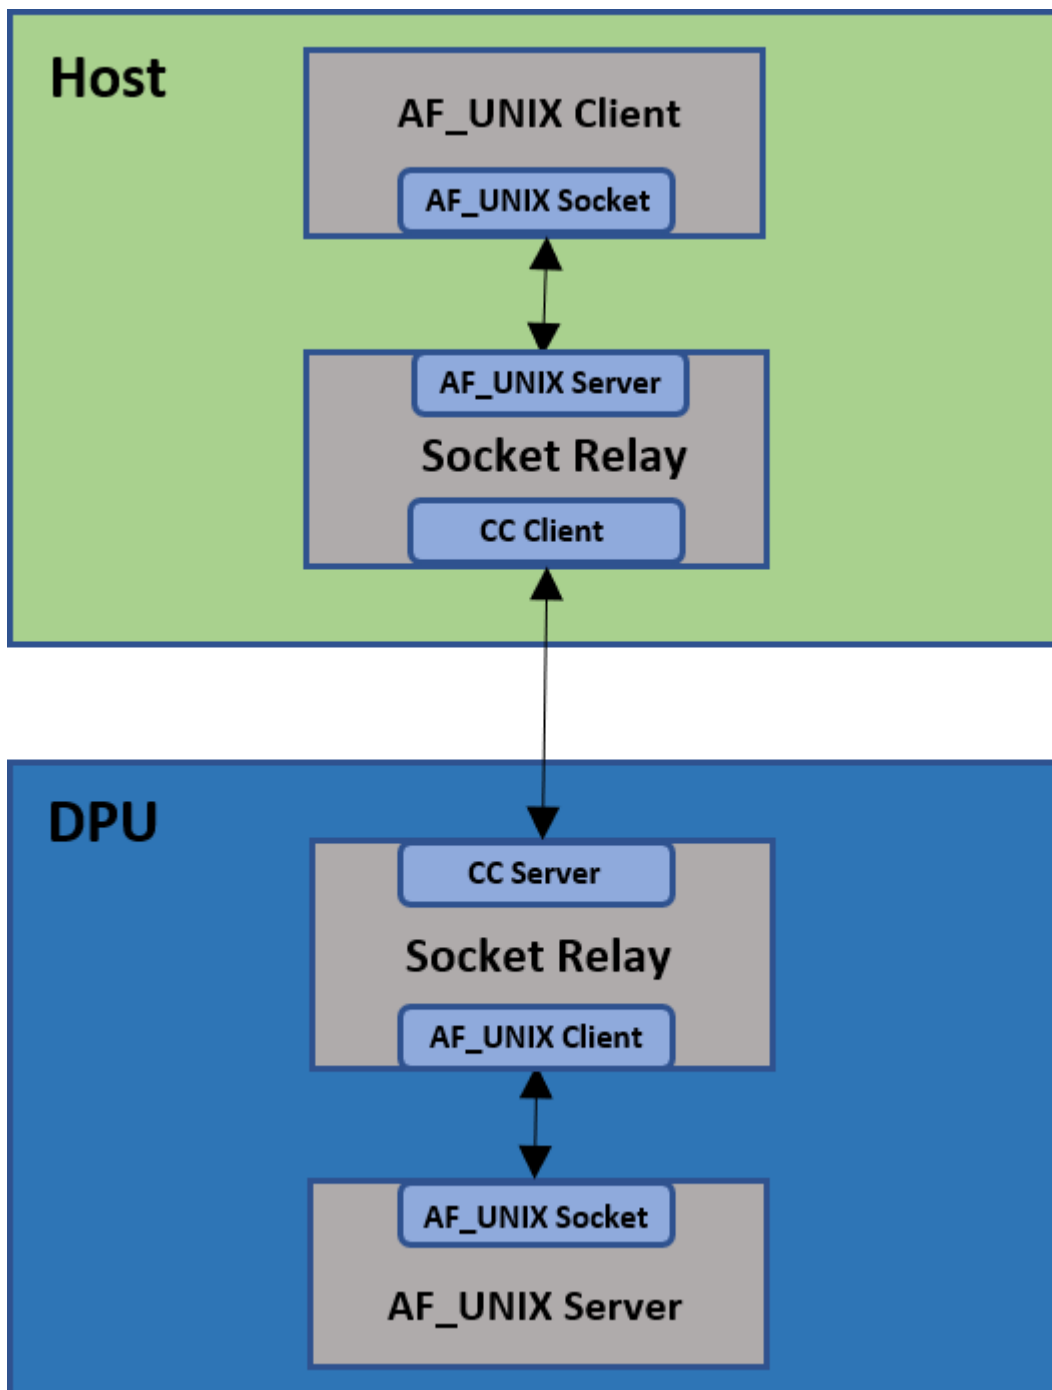 Host
AF_UNIX Client
AF_UNIX Socket
AF_UNIX Server
Socket Relay
CC Client
DPU
CC Server
Socket Relay
AF_UNIX Client
AF_UNIX Socket
AF_UNIX Server